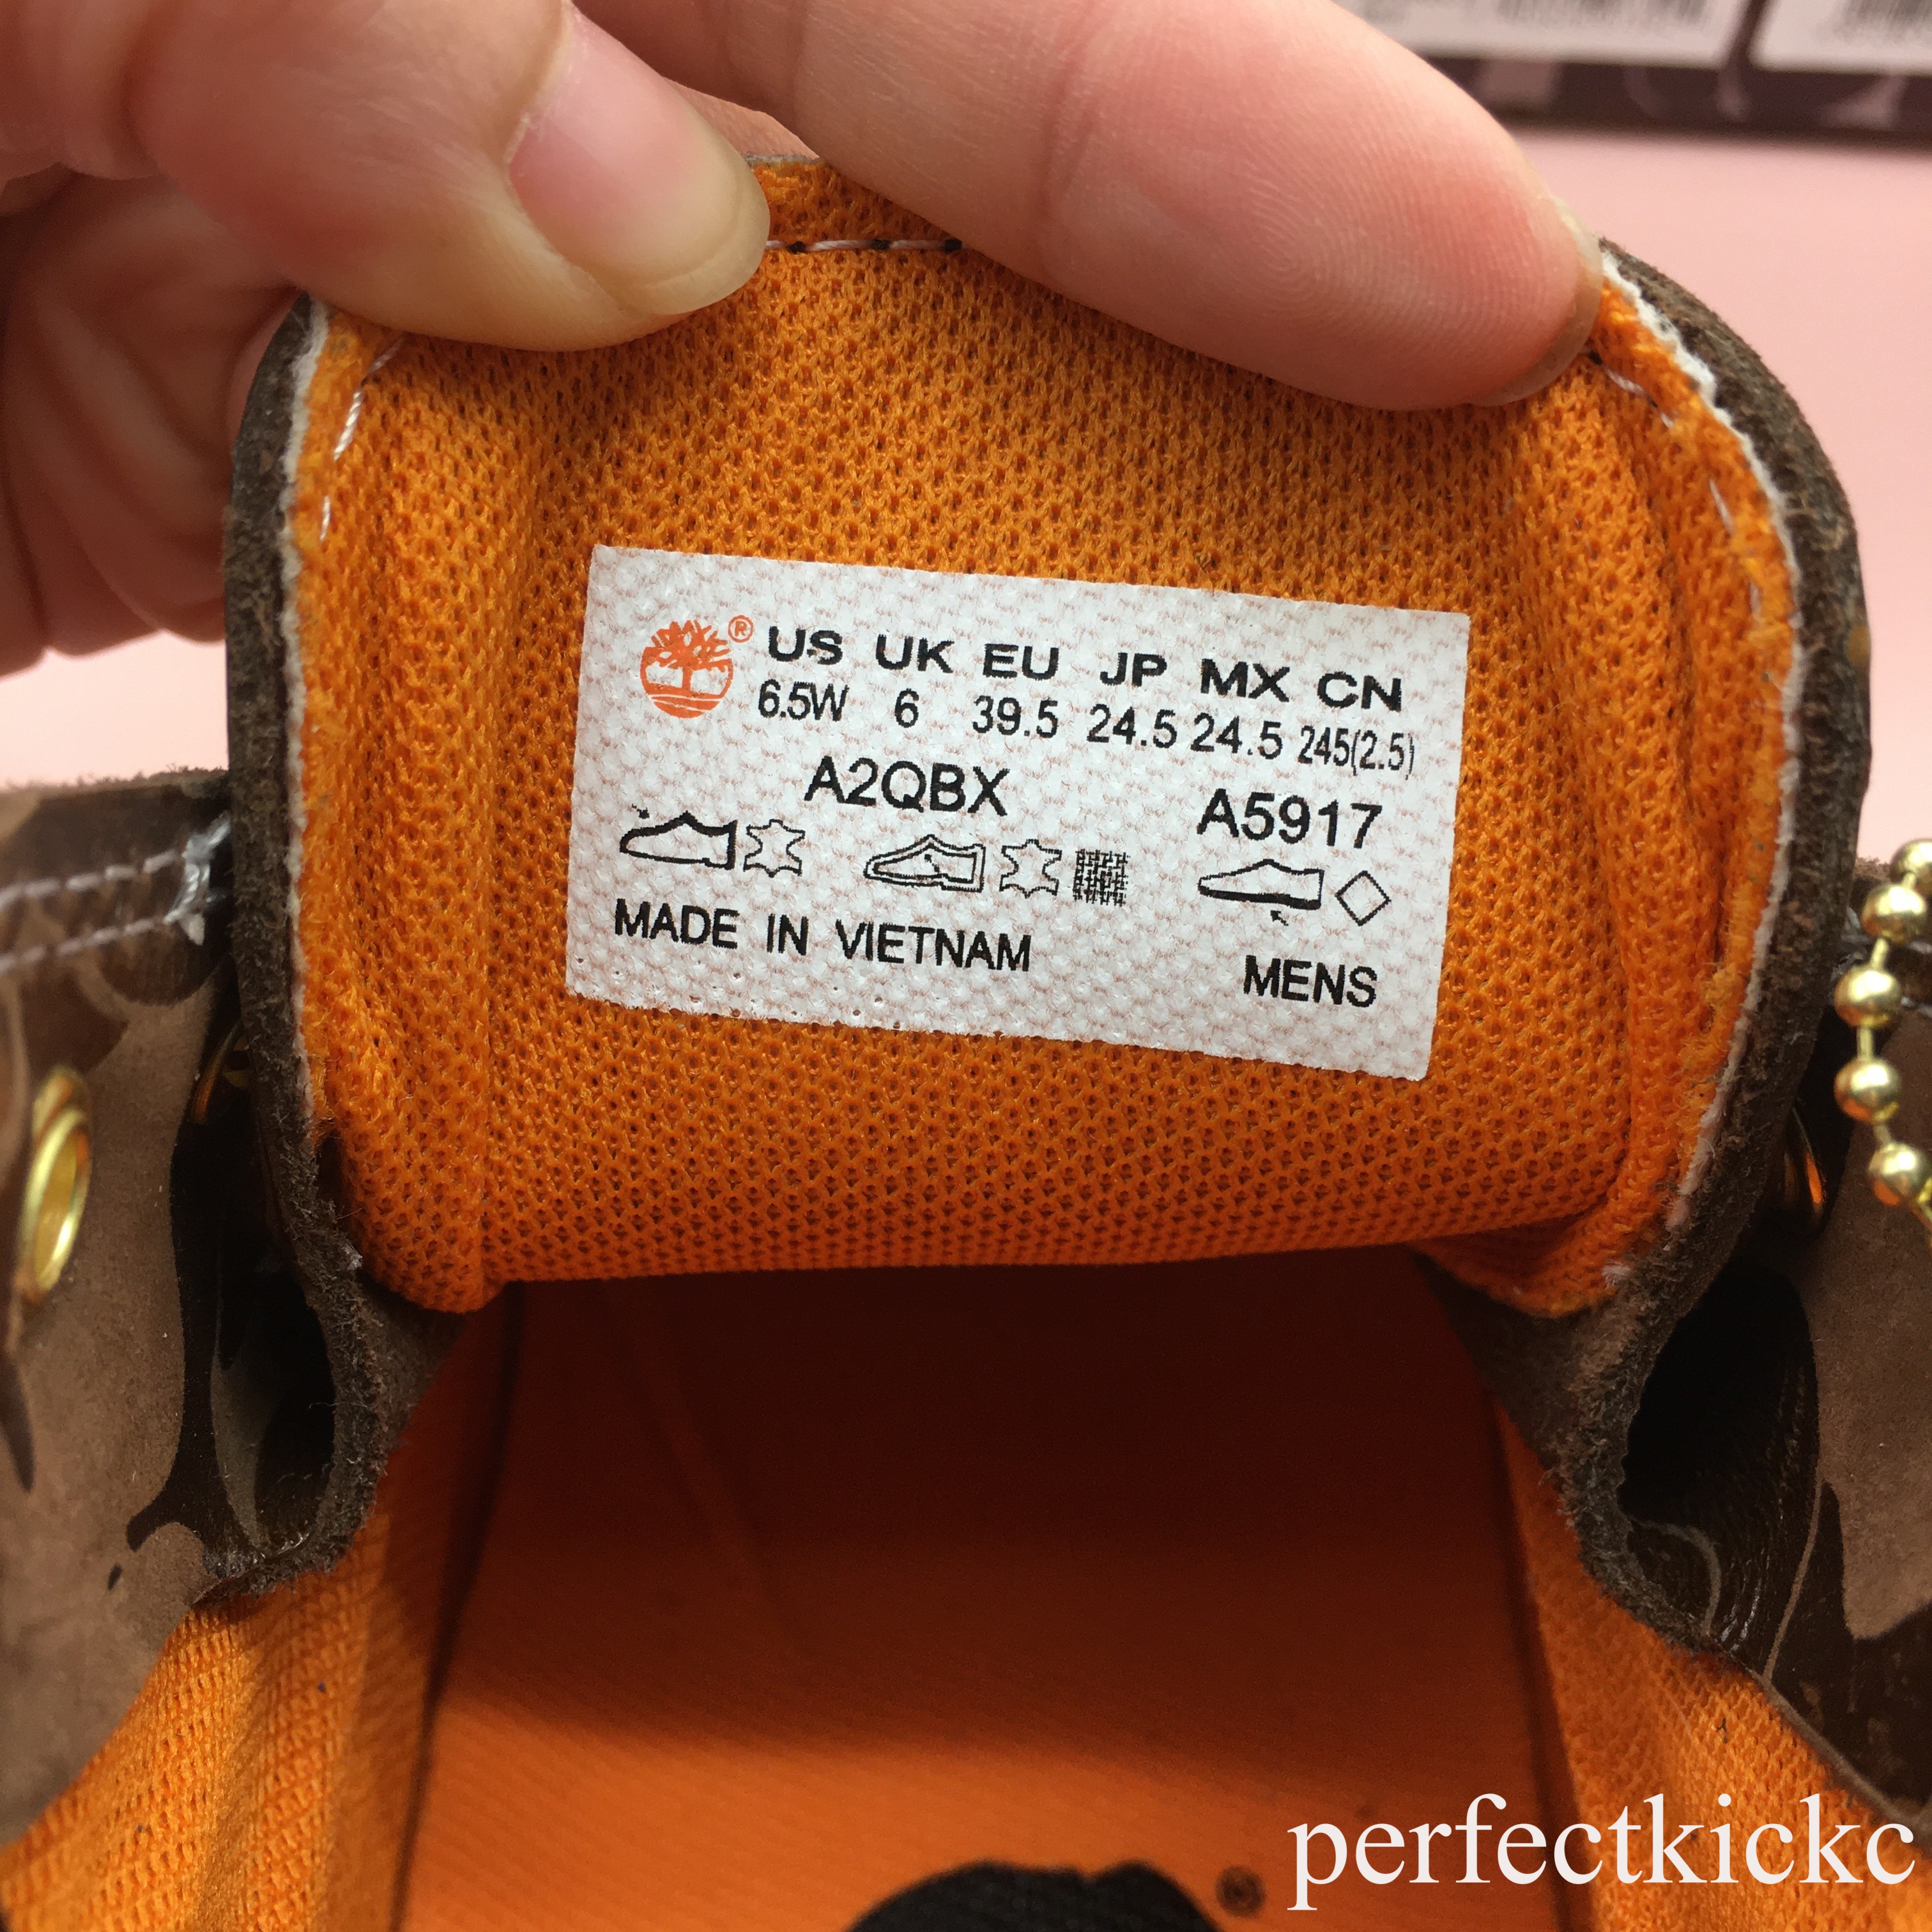 ® US UK EU JP MX CN
6.5W 6 39.5 24.5 24.5 245(2.5)
A2QBX A5917
MADE IN VIETNAM MENS
perfectkickc